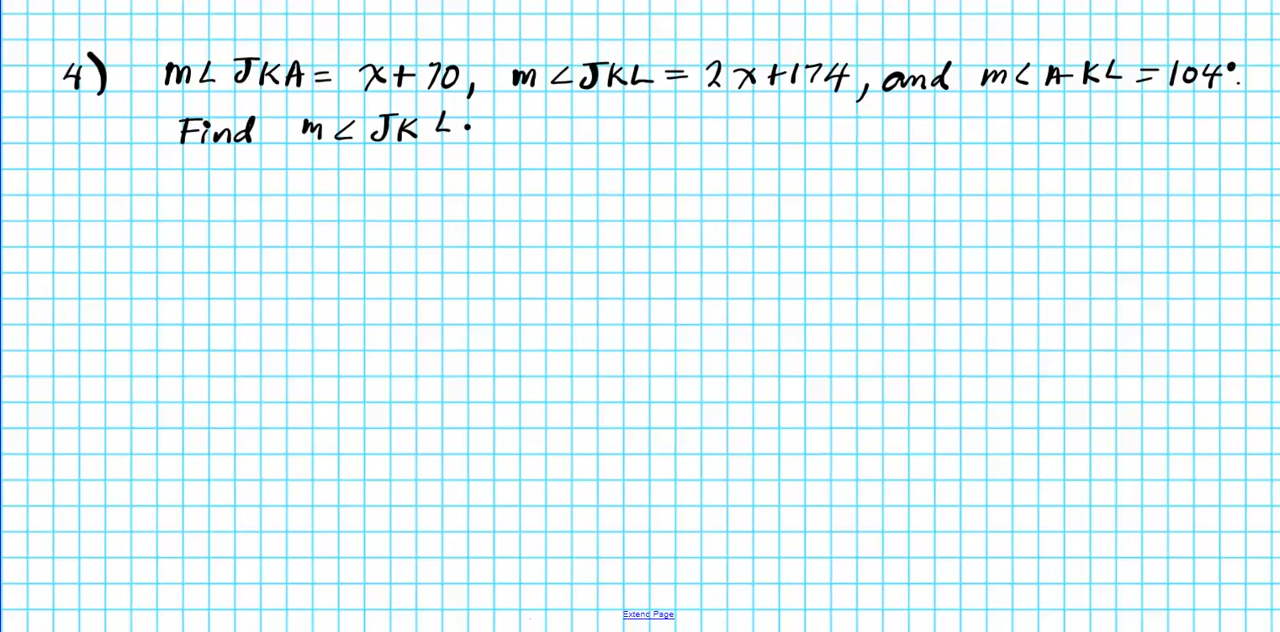 4) m∠ JKA = x+70, m∠JKL = 2x+174, and m∠AKL = 104°.
Find m∠ JKL.
Extend Page